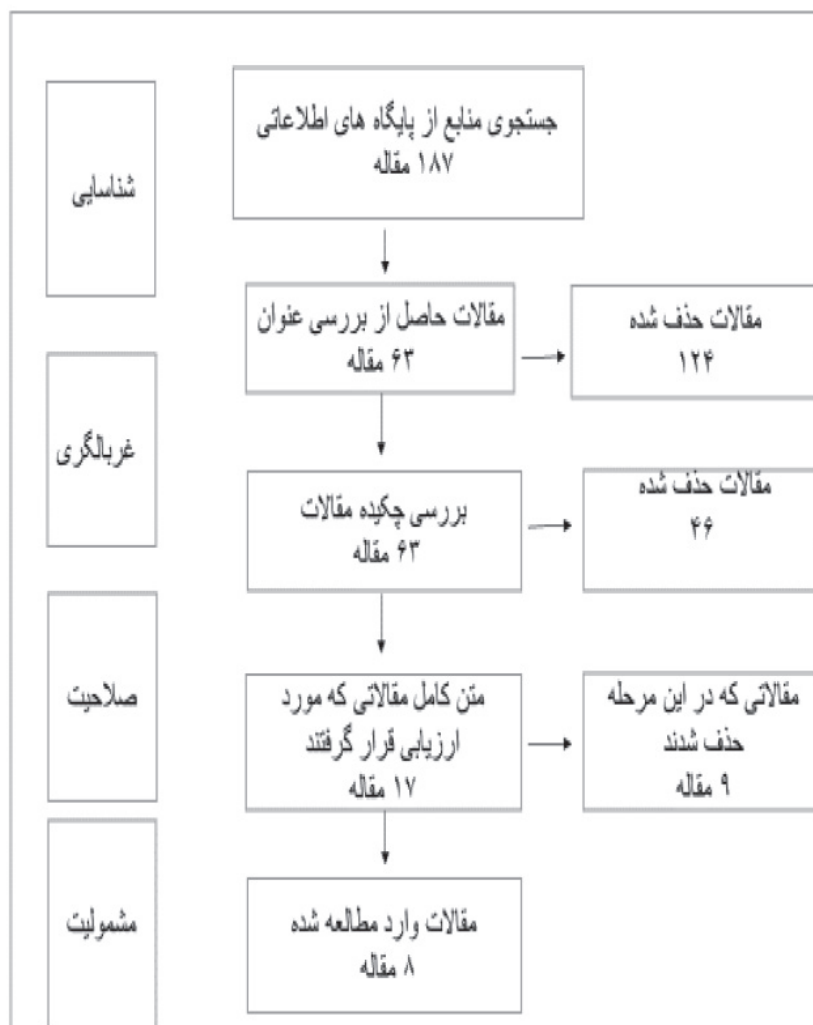 شناسایی
جستجوی منابع از پایگاه های اطلاعاتی
۱۸۷ مقاله
مقالات حاصل از بررسی عنوان
۶۳ مقاله
مقالات حذف شده
۱۲۴
غربالگری
بررسی چکیده مقالات
۶۳ مقاله
مقالات حذف شده
۴۶
صلاحیت
متن کامل مقالاتی که مورد
ارزیابی قرار گرفتند
۱۷ مقاله
مقالاتی که در این مرحله
حذف شدند
۹ مقاله
مشمولیت
مقالات وارد مطالعه شده
۸ مقاله